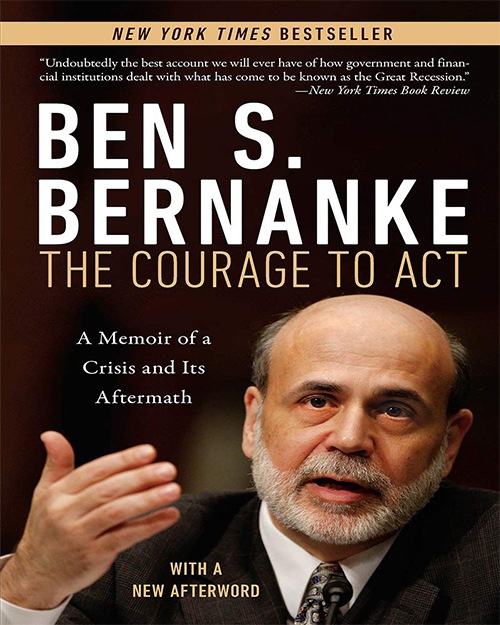 NEW YORK TIMES BESTSELLER
“Undoubtedly the best account we will ever have of how government and finan-
cial institutions dealt with what has come to be known as the Great Recession.”
—New York Times Book Review
BEN S.
BERNANKE
THE COURAGE TO ACT
A Memoir of a
Crisis and Its
Aftermath
WITH A
NEW AFTERWORD